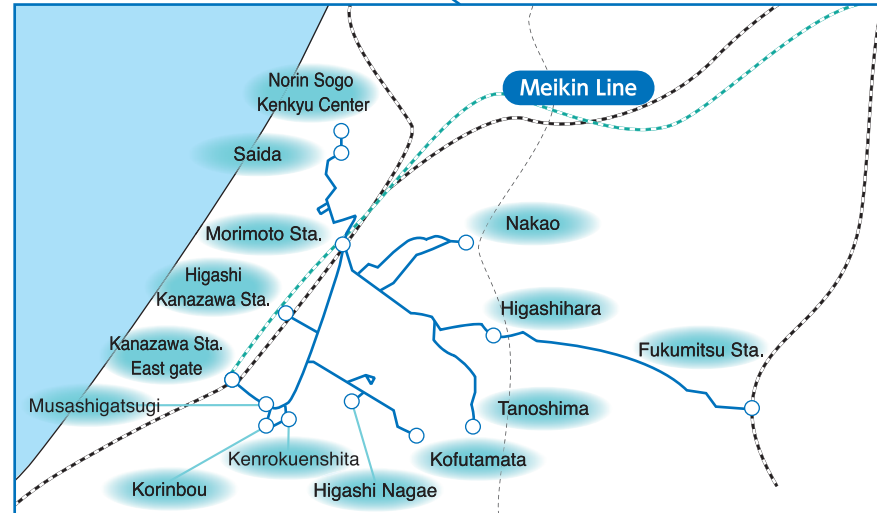 Meikin Line
Norin Sogo
Kenkyu Center
Saida
Morimoto Sta.
Nakao
Higashi
Kanazawa Sta.
Higashihara
Kanazawa Sta.
East gate
Fukumitsu Sta.
Musashigatsugi
Tanoshima
Kenrokuenshita
Kofutamata
Korinbou
Higashi Nagae